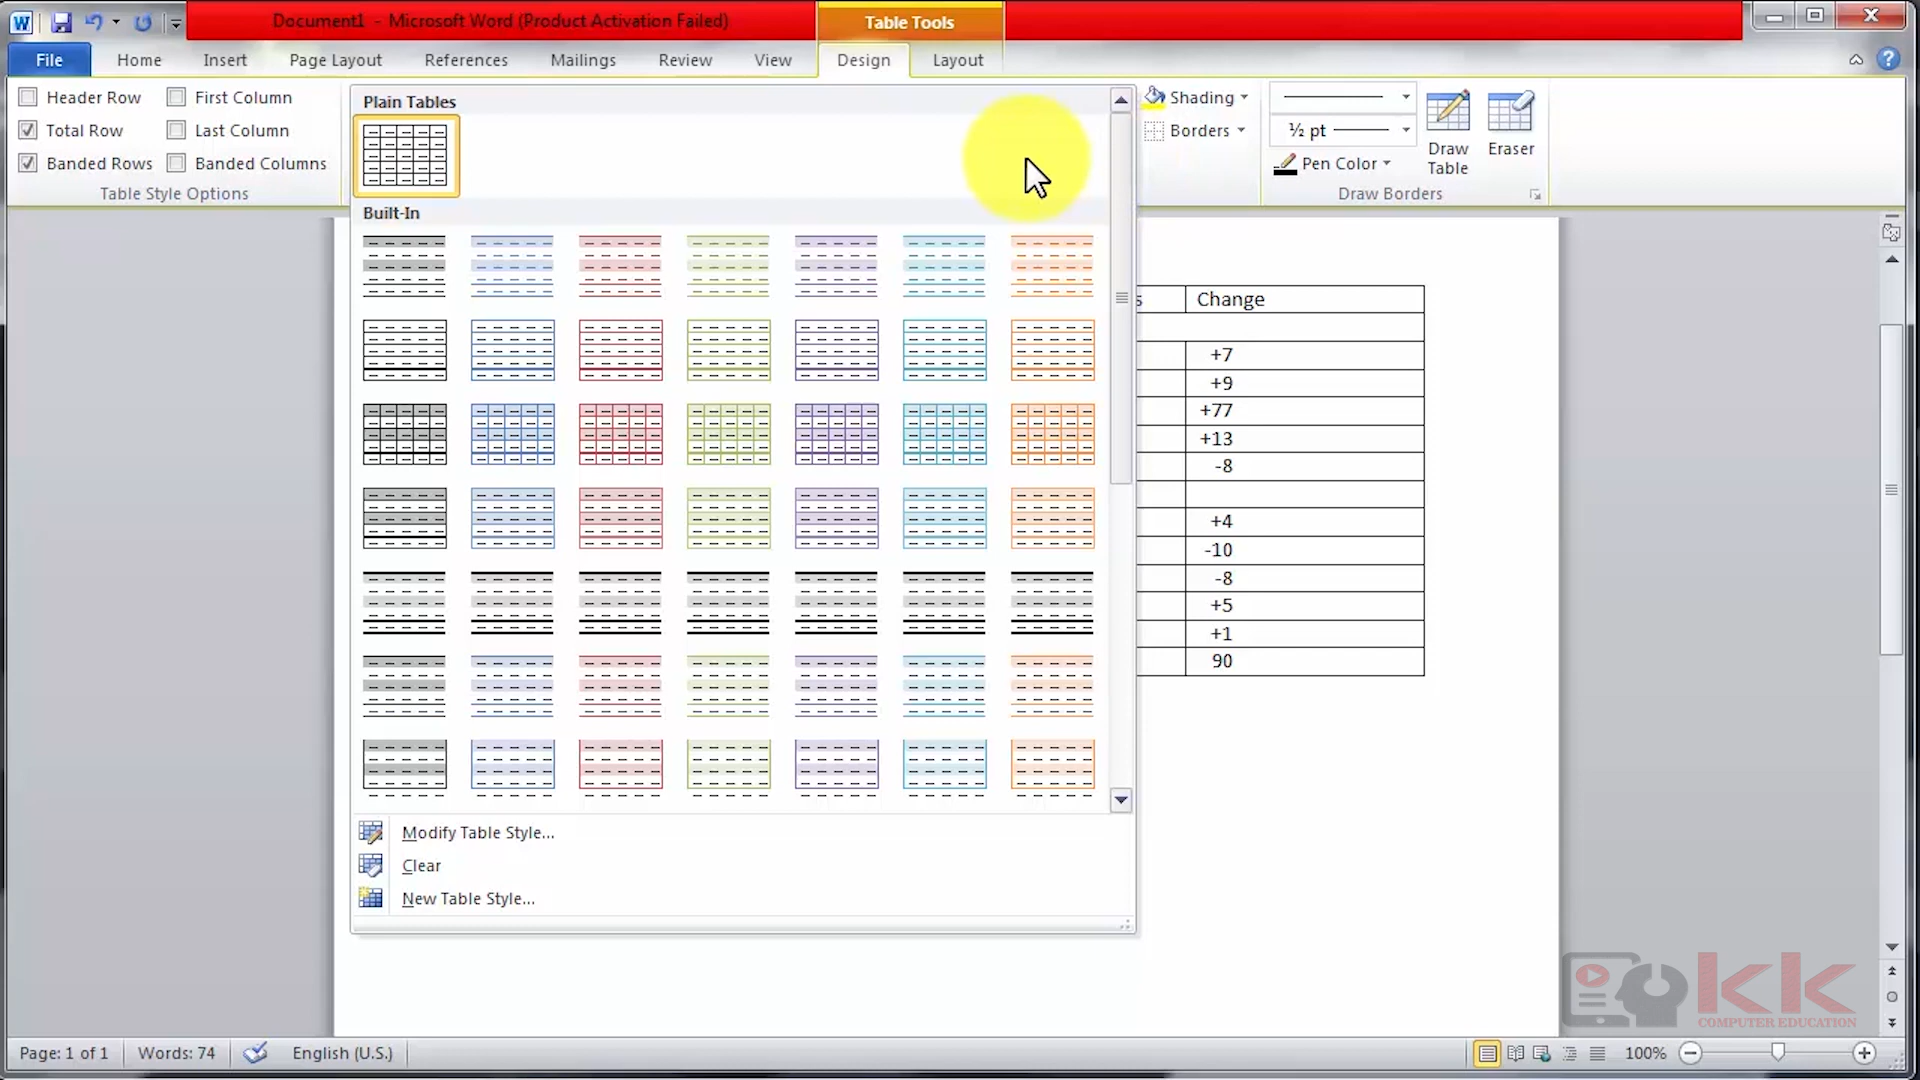 Document1 - Microsoft Word (Product Activation Failed)
Table Tools
File
Home
Insert
Page Layout
References
Mailings
Review
View
Design
Layout
Header Row
First Column
Total Row
Last Column
Banded Rows
Banded Columns
Table Style Options
Plain Tables
Built-In
Modify Table Style...
Clear
New Table Style...
Shading
Borders
½ pt
Pen Color
Draw Table
Eraser
Draw Borders
s
Change
+7
+9
+77
+13
-8
+4
-10
-8
+5
+1
90
KK
COMPUTER EDUCATION
Page: 1 of 1
Words: 74
English (U.S.)
100%